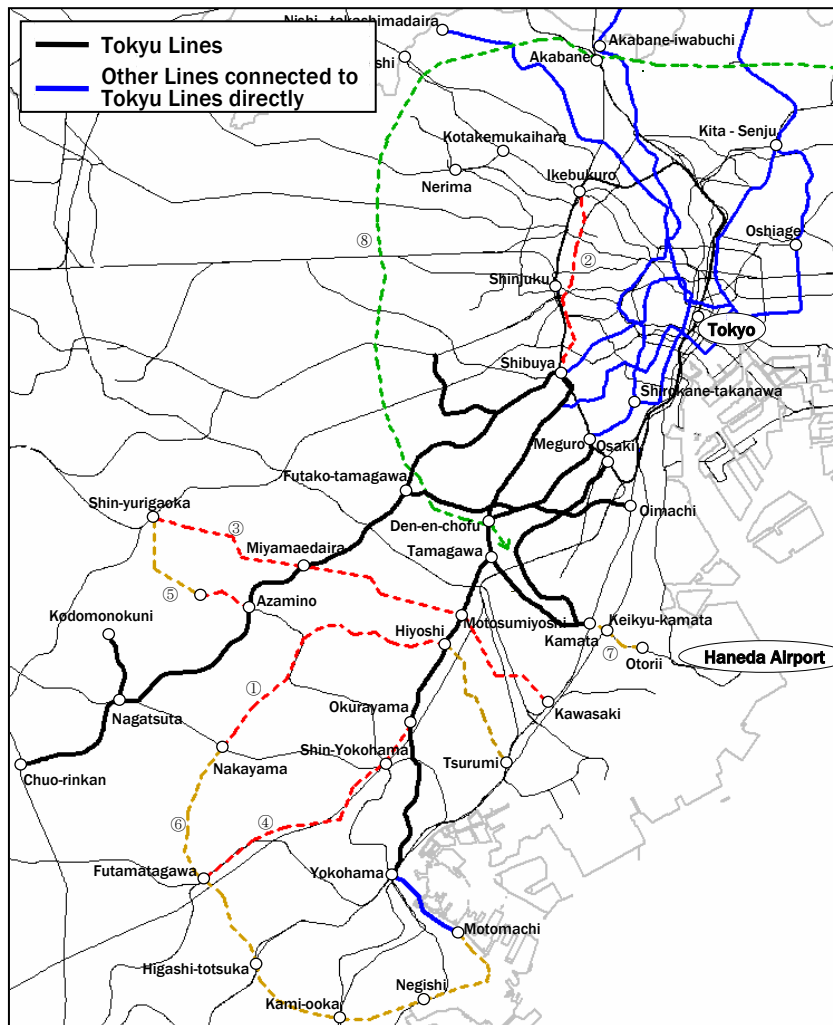 Nishi - takashimadaira
Akabane-iwabuchi
Tokyu Lines
Akabane
shi
Other Lines connected to
Tokyu Lines directly
Kita - Senju
Kotakemukaihara
Nerima
Ikebukuro
⑧
Oshiage
②
Shinjuku
Tokyo
Shibuya
Shirokane-takanawa
Meguro
Osaki
Futako-tamagawa
Shin-yurigaoka
Oimachi
③
Den-en-chofu
Miyamaedaira
Tamagawa
⑤
Azamino
Kodomonokuni
Motosumiyoshi
Keikyu-kamata
Hiyoshi
Kamata
⑦
Otorii
Haneda Airport
①
Nagatsuta
Okurayama
Kawasaki
Shin-Yokohama
Nakayama
Tsurumi
Chuo-rinkan
⑥
④
Futamatagawa
Yokohama
Motomachi
Higashi-totsuka
Negishi
Kami-ooka